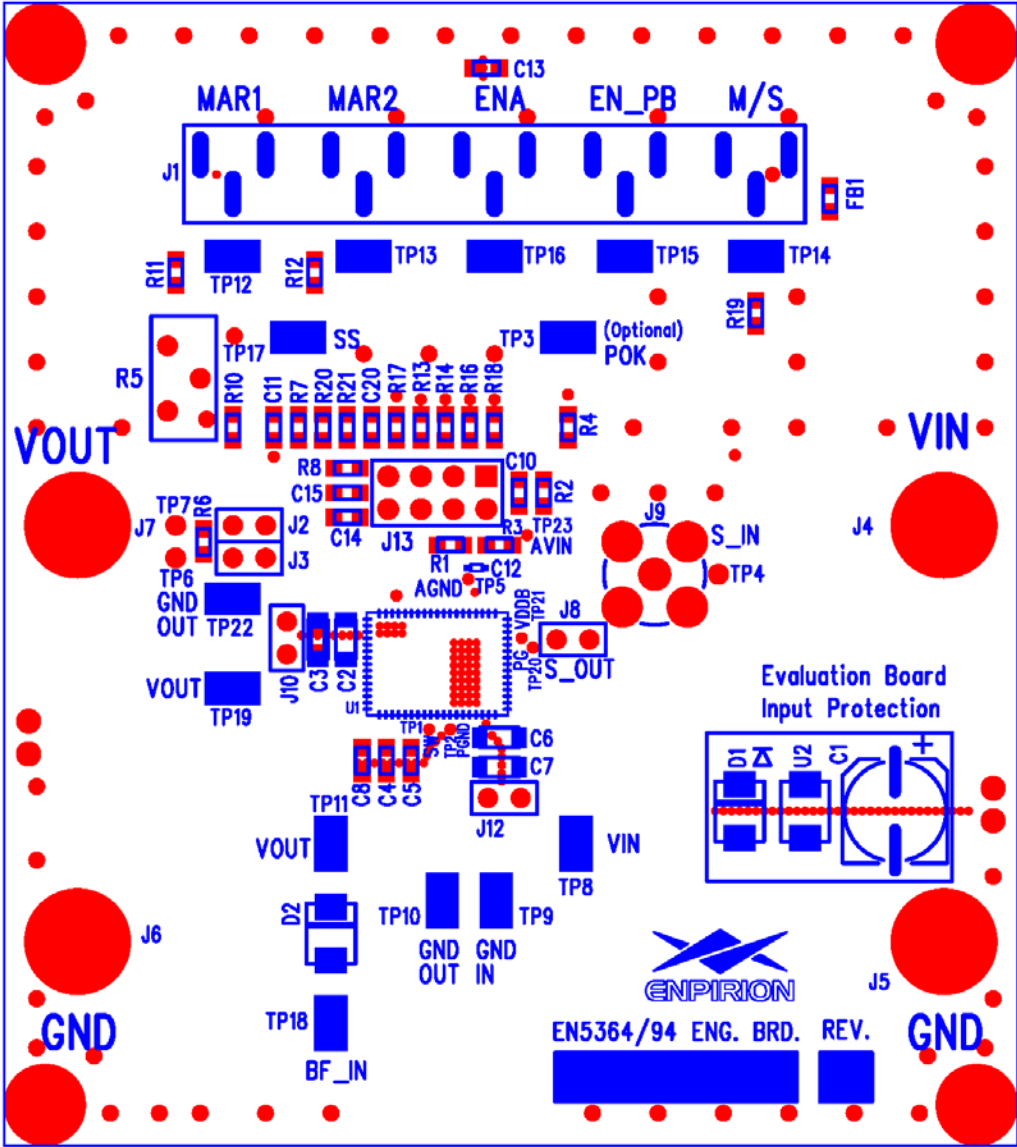 C13
MAR1 MAR2 ENA EN_PB M/S
J1
FB1
R11
TP12
R12
TP13
TP16
TP15
TP14
R19
TP17
SS
TP3
(Optional)
POK
R5
R10
C11
R7
R20
R21
C20
R17
R13
R14
R16
R18
R4
VOUT
VIN
R8
C15
C14
J13
C10
R2
J7
TP7
R6
J2
J3
TP6
R1
R3
TP23
AVIN
C12
TP5
AGND
J9
S_IN
TP4
J4
GND
OUT
TP22
VDDB
TP21
J8
PG
TP20
S_OUT
J10
C3
C2
U1
VOUT
TP19
TP1
SW
TP2
PGND
C6
C7
C8
C4
C5
J12
Evaluation Board
Input Protection
D1
U2
C1
+
TP11
VOUT
VIN
TP8
D2
TP10
TP9
GND
OUT
GND
IN
J6
J5
ENPIRION
TP18
BF_IN
GND
EN5364/94 ENG. BRD.
REV.
GND